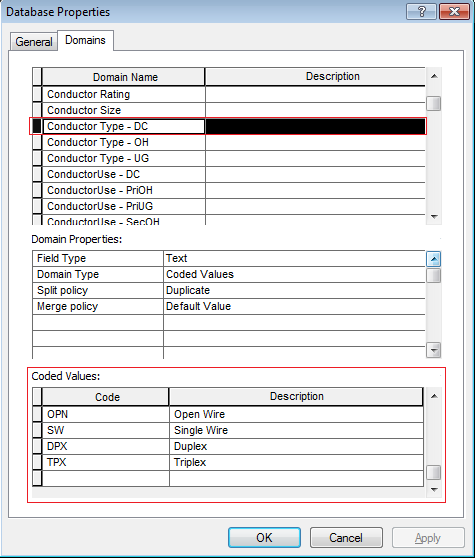 Database Properties
General Domains
Domain Name Description
Conductor Rating
Conductor Size
Conductor Type - DC
Conductor Type - OH
Conductor Type - UG
ConductorUse - DC
ConductorUse - PriOH
ConductorUse - PriUG
ConductorUse - SecOH
Domain Properties:
Field Type Text
Domain Type Coded Values
Split policy Duplicate
Merge policy Default Value
Coded Values:
Code Description
OPN Open Wire
SW Single Wire
DPX Duplex
TPX Triplex
OK Cancel Apply